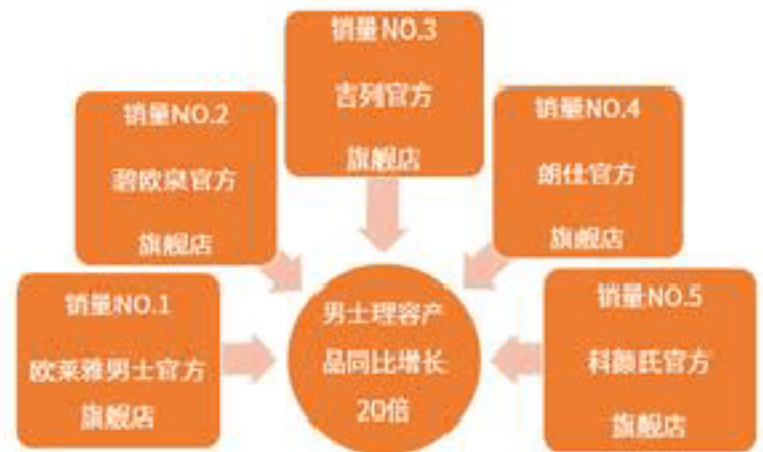 销量NO.3
吉列官方
旗舰店
销量NO.2
碧欧泉官方
旗舰店
销量NO.4
朗仕官方
旗舰店
销量NO.1
欧莱雅男士官方
旗舰店
男士理容产
品同比增长
20倍
销量NO.5
科颜氏官方
旗舰店